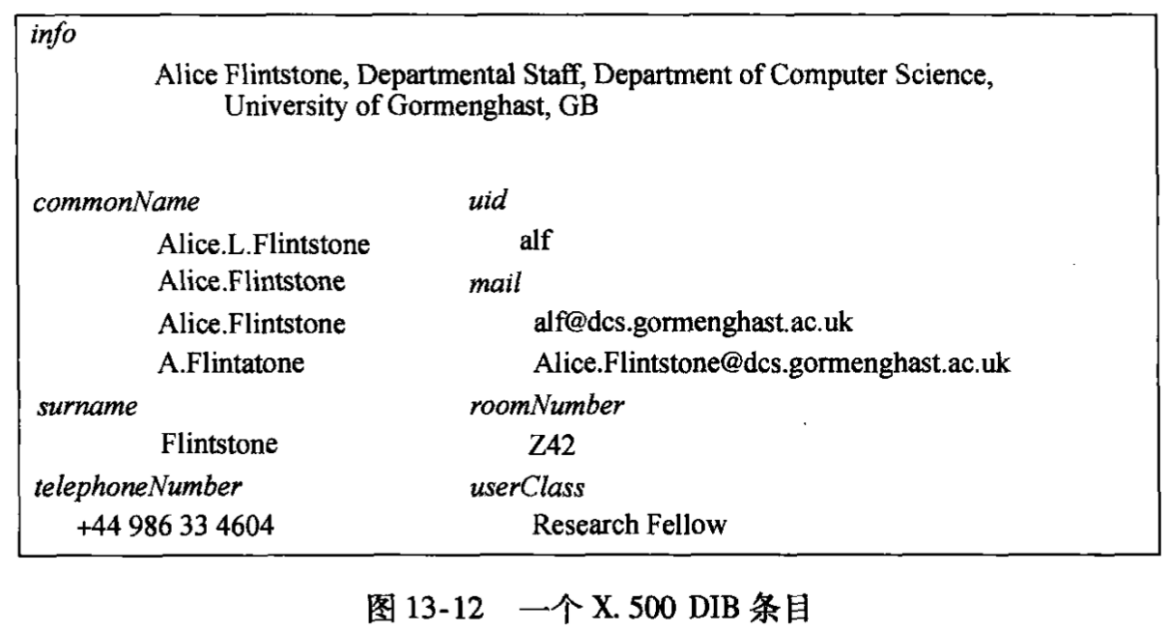 info
Alice Flintstone, Departmental Staff, Department of Computer Science,
University of Gormenghast, GB
commonName
Alice.L.Flintstone
Alice.Flintstone
Alice.Flintstone
A.Flintatone
surname
Flintstone
telephoneNumber
+44 986 33 4604
uid
alf
mail
alf@dcs.gormenghast.ac.uk
Alice.Flintstone@dcs.gormenghast.ac.uk
roomNumber
Z42
userClass
Research Fellow
图 13-12 一个 X. 500 DIB 条目